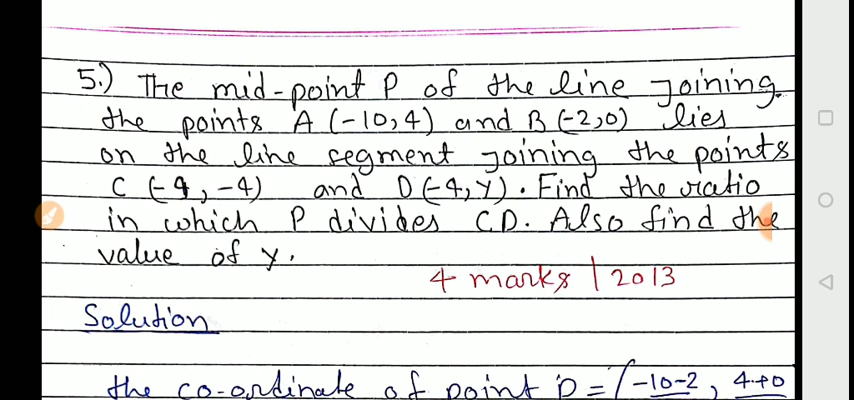 5.) The mid-point P of the line joining
the points A (-10,4) and B (-2,0) lies
on the line segment joining the points
C (-9,-4) and D(-4,y). Find the ratio
in which P divides CD. Also find the
value of y.
4 marks | 2013
Solution
the co-ordinate of point P = (-10-2, 4+0